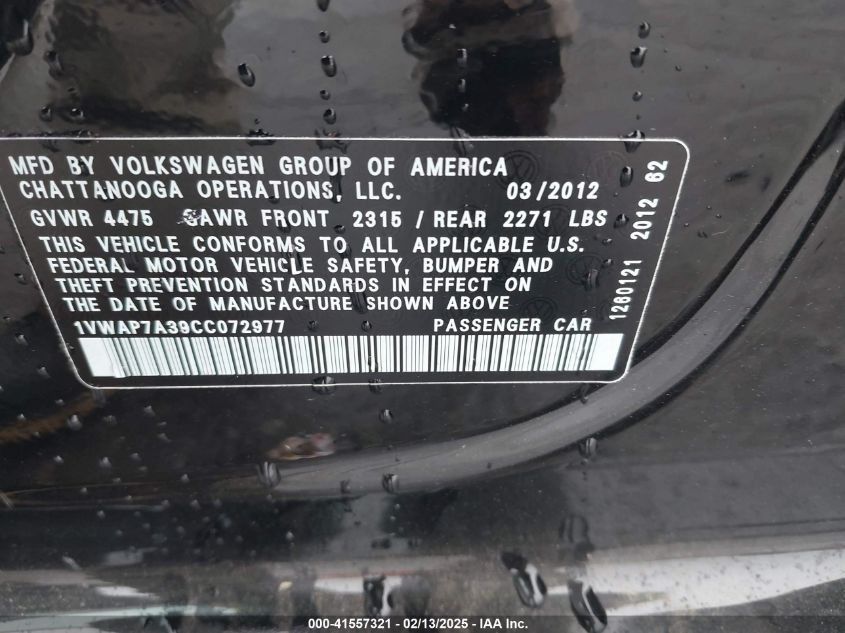 MFD BY VOLKSWAGEN GROUP OF AMERICA
CHATTANOOGA OPERATIONS, LLC. 03/2012
GVWR 4475 GAWR FRONT 2315 / REAR 2271 LBS
THIS VEHICLE CONFORMS TO ALL APPLICABLE U.S.
FEDERAL MOTOR VEHICLE SAFETY, BUMPER AND
THEFT PREVENTION STANDARDS IN EFFECT ON
THE DATE OF MANUFACTURE SHOWN ABOVE
1VWAP7A39CC072977 PASSENGER CAR
1280121 2012 62
000-41557321 - 02/13/2025 - IAA Inc.